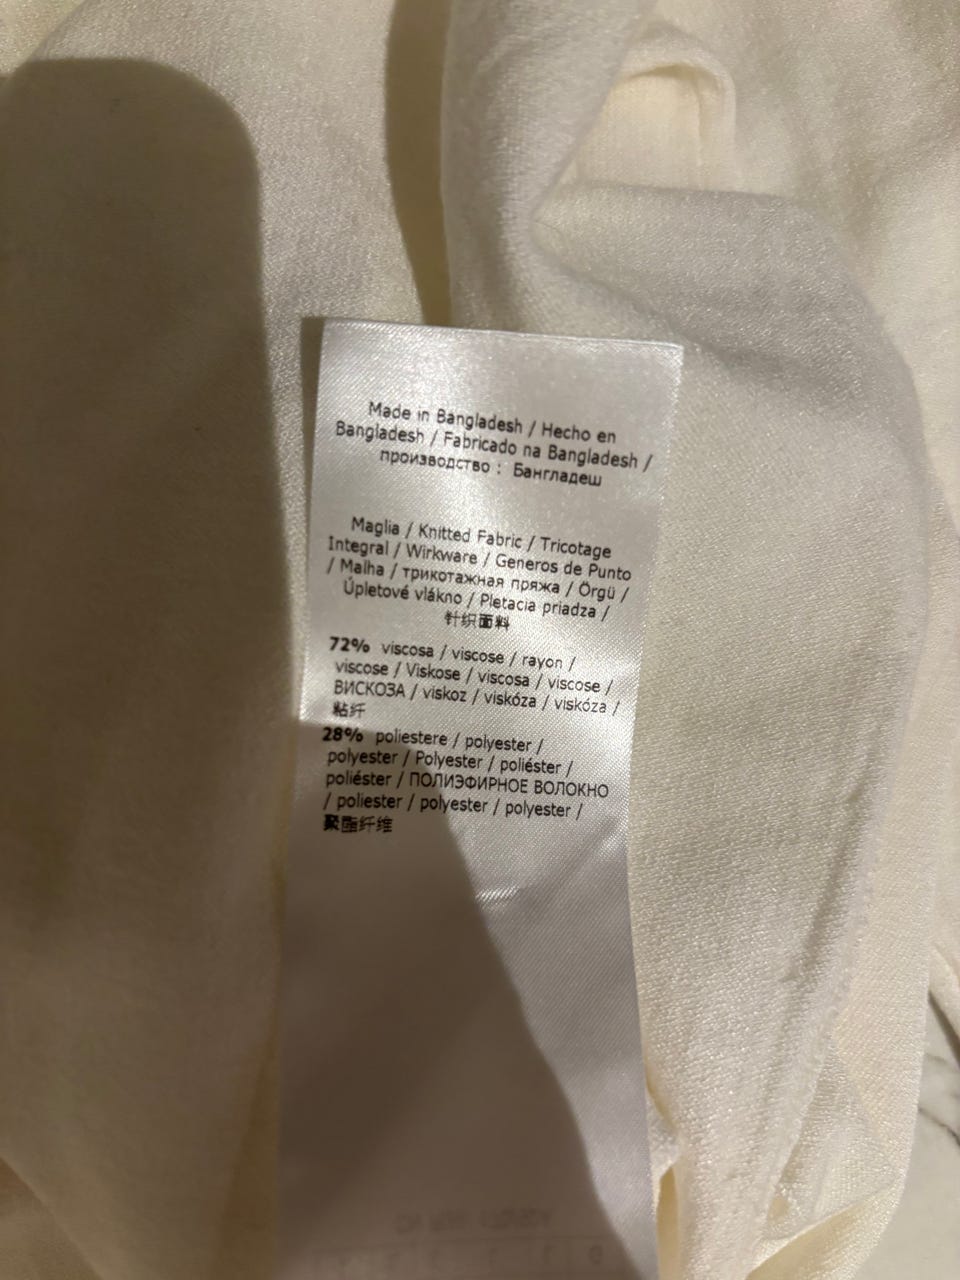 Made in Bangladesh / Hecho en
Bangladesh / Fabricado na Bangladesh /
производство : Бангладеш
Maglia / Knitted Fabric / Tricotage
Integral / Wirkware / Generos de Punto
/ Malha / трикотажная пряжа / Örgü /
Úpletové vlákno / Pletacia priadza /
针织面料
72% viscosa / viscose / rayon /
viscose / Viskose / viscosa / viscose /
ВИСКОЗА / viskoz / viskóza / viskóza /
粘纤
28% poliestere / polyester /
polyester / Polyester / poliéster /
poliéster / ПОЛИЭФИРНОЕ ВОЛОКНО
/ poliester / polyester / polyester /
聚酯纤维